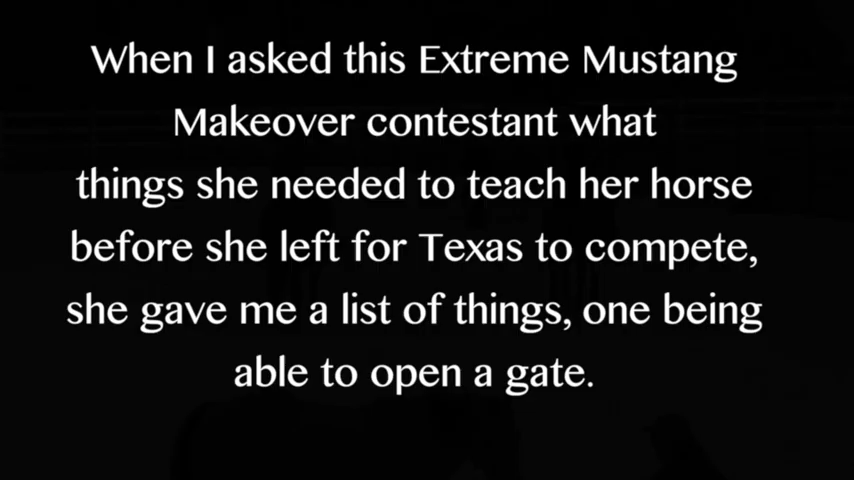 When I asked this Extreme Mustang
Makeover contestant what
things she needed to teach her horse
before she left for Texas to compete,
she gave me a list of things, one being
able to open a gate.